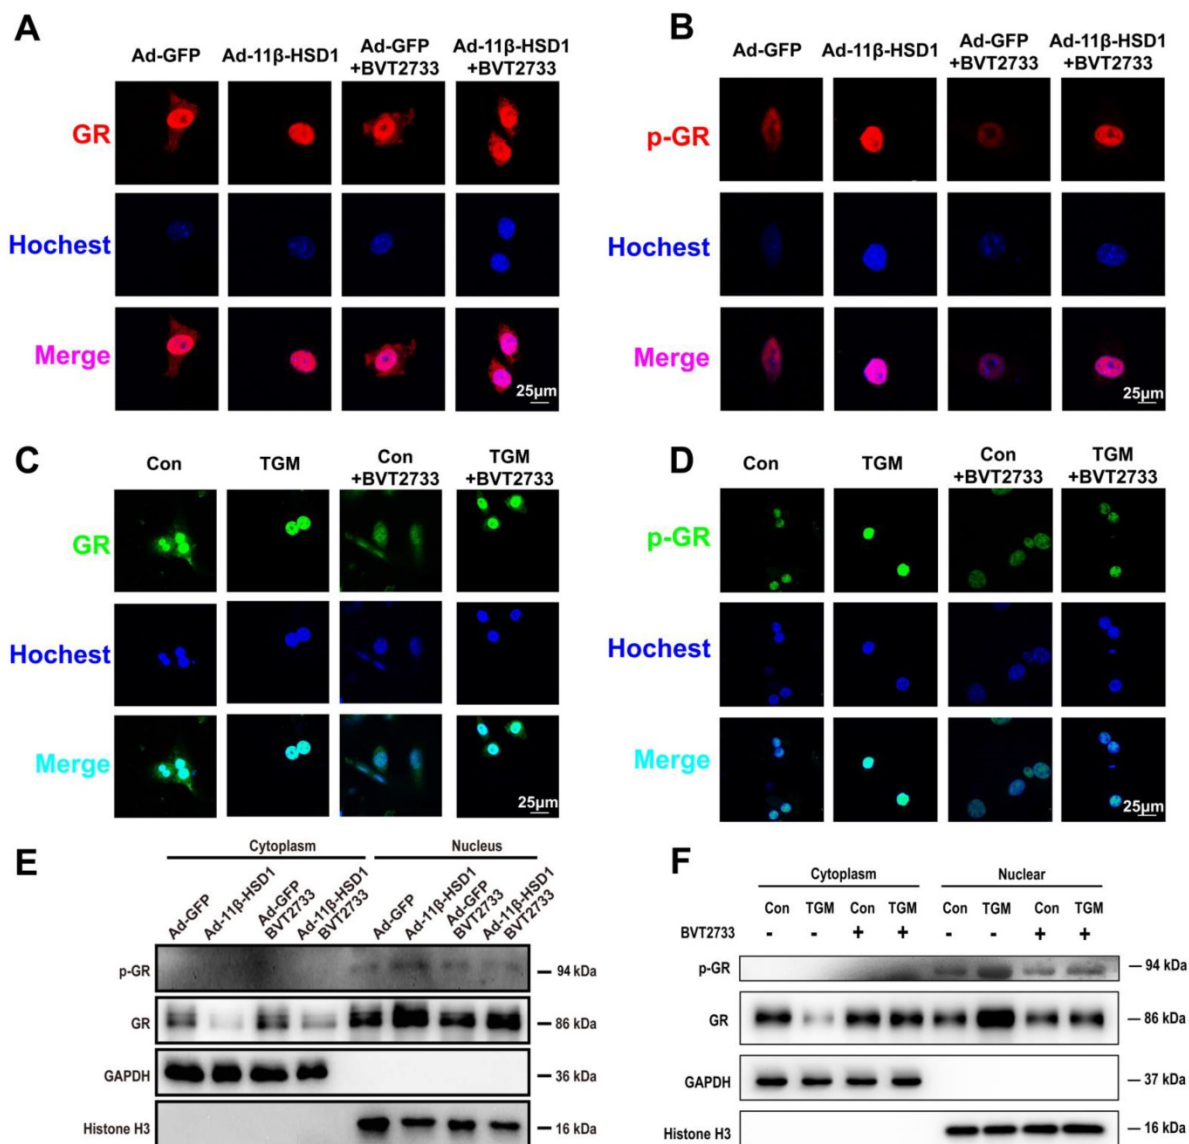 A
Ad-GFP Ad-11β-HSD1 Ad-GFP +BVT2733 Ad-11β-HSD1 +BVT2733
GR
Hochest
Merge
25μm
B
Ad-GFP Ad-11β-HSD1 Ad-GFP +BVT2733 Ad-11β-HSD1 +BVT2733
p-GR
Hochest
Merge
25μm
C
Con TGM Con +BVT2733 TGM +BVT2733
GR
Hochest
Merge
25μm
D
Con TGM Con +BVT2733 TGM +BVT2733
p-GR
Hochest
Merge
25μm
E
Cytoplasm Nucleus
Ad-GFP Ad-11β-HSD1 Ad-GFP BVT2733 Ad-11β-HSD1 BVT2733 Ad-GFP Ad-11β-HSD1 Ad-GFP BVT2733 Ad-11β-HSD1 BVT2733
p-GR 94 kDa
GR 86 kDa
GAPDH 36 kDa
Histone H3 16 kDa
F
Cytoplasm Nuclear
Con TGM Con TGM Con TGM Con TGM
BVT2733 - - + + - - + +
p-GR 94 kDa
GR 86 kDa
GAPDH 37 kDa
Histone H3 16 kDa